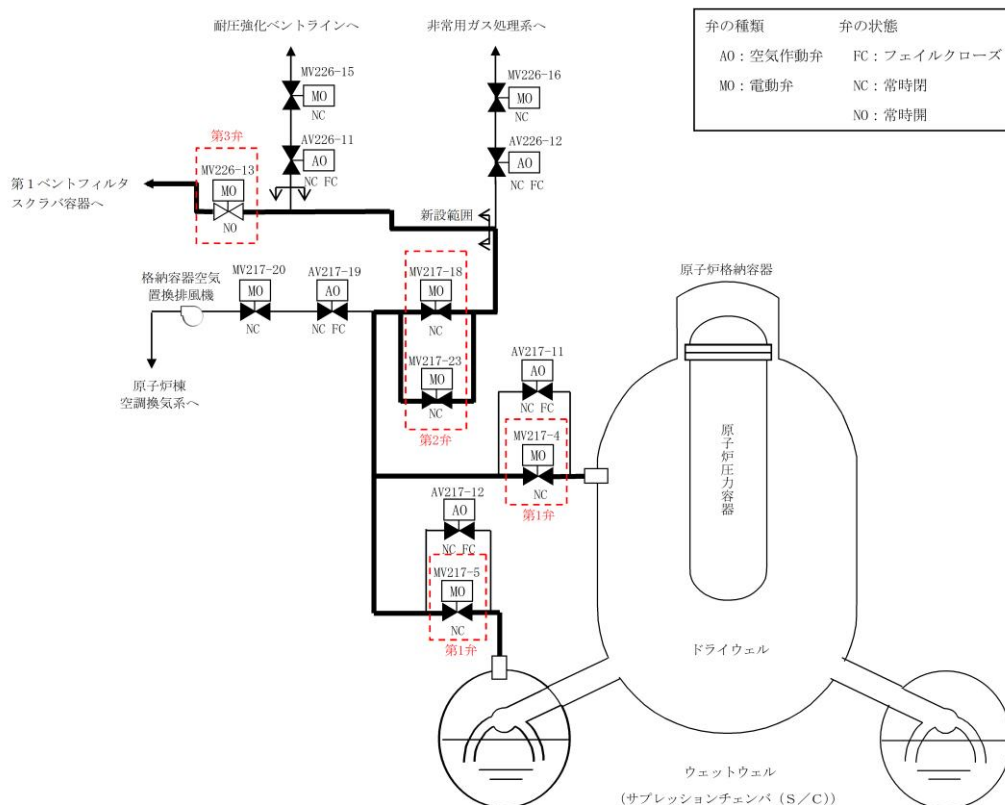 耐圧強化ベントラインへ
非常用ガス処理系へ
弁の種類 弁の状態
AO：空気作動弁 FC：フェイルクローズ
MO：電動弁 NC：常時閉
NO：常時開
MV226-15
MO
NC
MV226-16
MO
NC
AV226-11
AO
NC FC
AV226-12
AO
NC FC
第3弁
MV226-13
MO
NO
第１ベントフィルタ
スクラバ容器へ
新設範囲
格納容器空気
置換排風機
MV217-20
MO
NC
AV217-19
AO
NC FC
MV217-18
MO
NC
原子炉棟
空調換気系へ
MV217-23
MO
NC
第2弁
AV217-11
AO
NC FC
MV217-4
MO
NC
第1弁
AV217-12
AO
NC FC
MV217-5
MO
NC
第1弁
原子炉格納容器
原子炉圧力容器
ドライウェル
ウェットウェル
（サプレッションチェンバ（Ｓ／Ｃ））